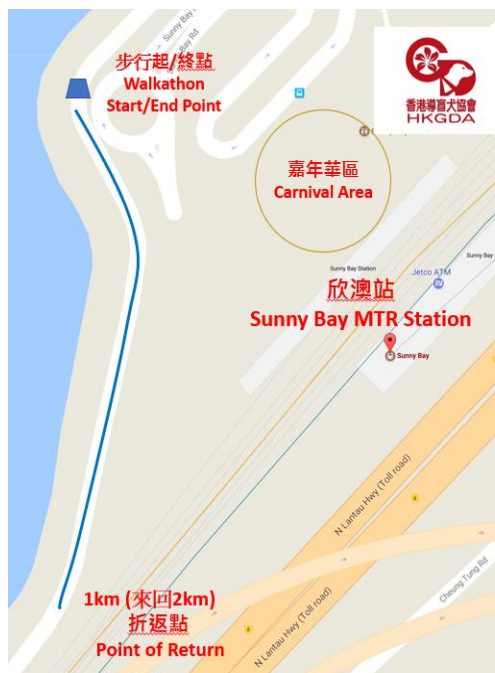 步行起/終點
Walkathon
Start/End Point
香港導盲犬協會
HKGDA
嘉年華區
Carnival Area
Sunny Bay Station
Jetco ATM
欣澳站
Sunny Bay MTR Station
Sunny Bay
N Lantau Hwy (Toll road)
Cheung Tung Rd
1km (來回2km)
折返點
Point of Return
N Lantau Hwy (Toll road)